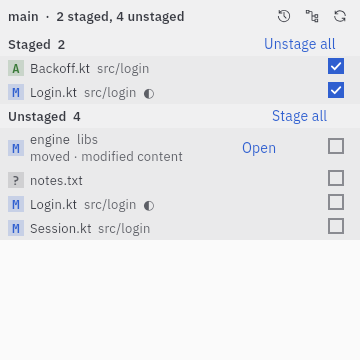 main · 2 staged, 4 unstaged
Staged 2 Unstage all
A Backoff.kt src/login
M Login.kt src/login
Unstaged 4 Stage all
M engine libs
moved · modified content Open
? notes.txt
M Login.kt src/login
M Session.kt src/login